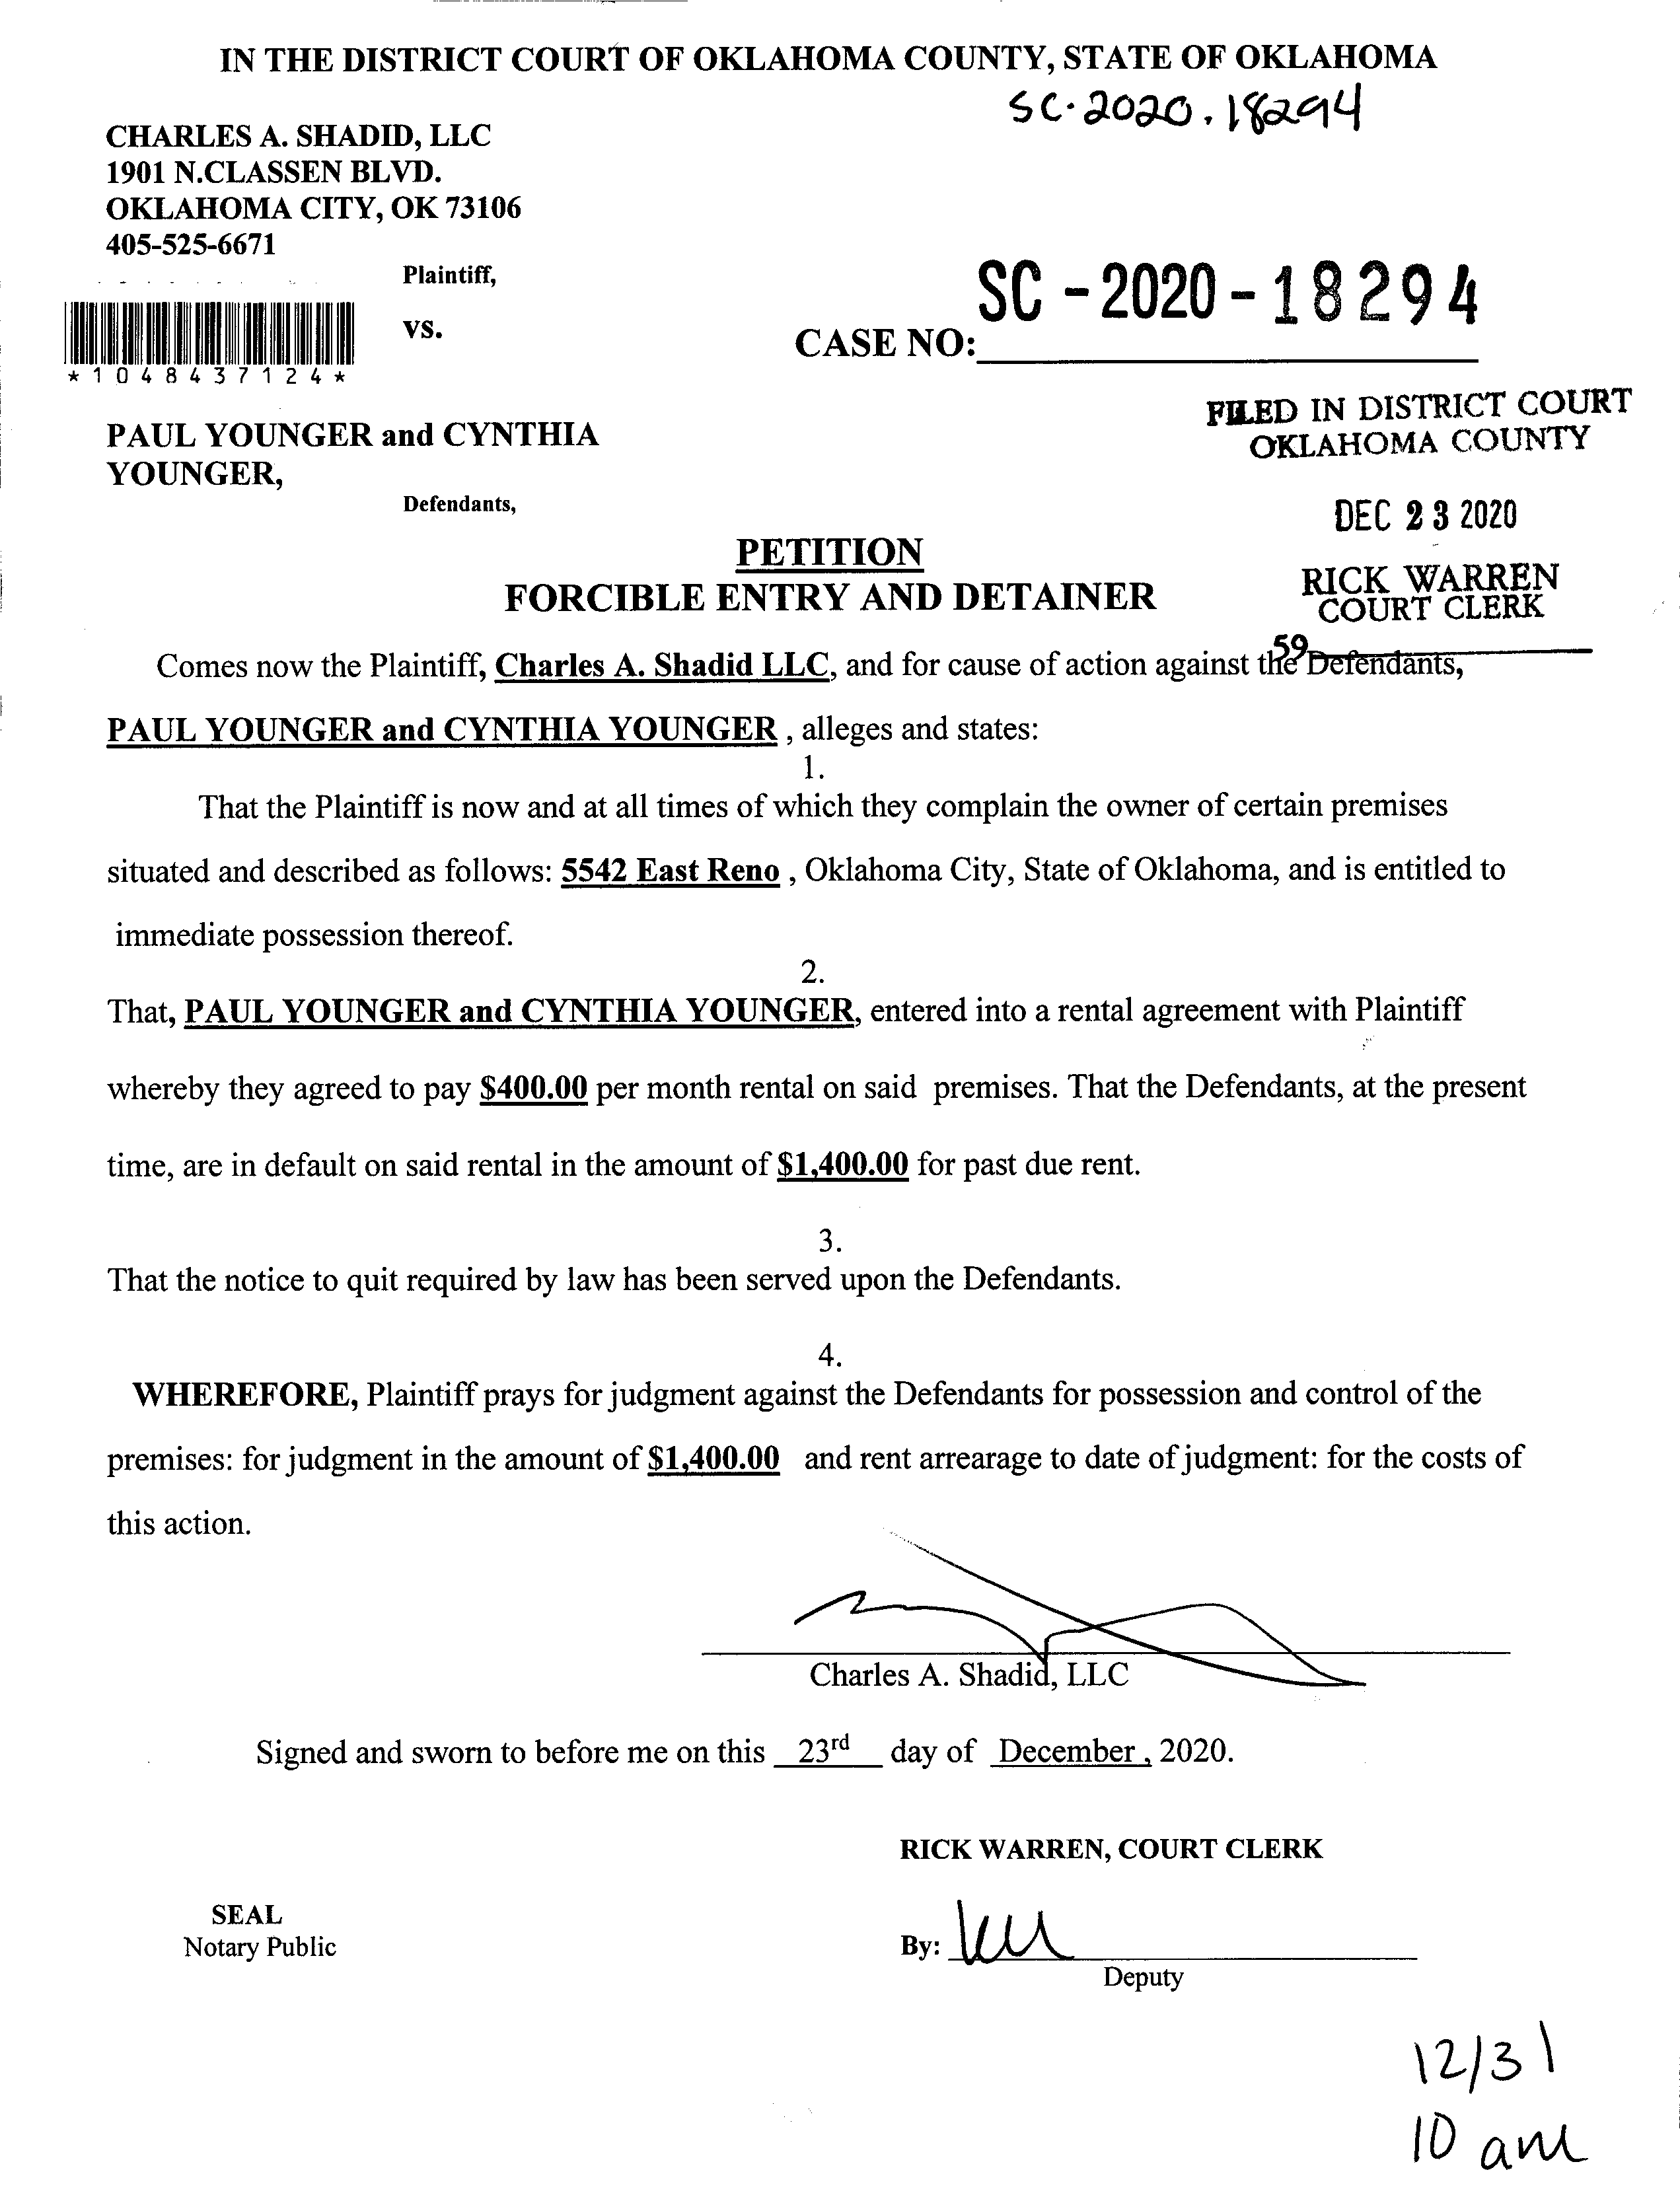 IN THE DISTRICT COURT OF OKLAHOMA COUNTY, STATE OF OKLAHOMA
SC-2020.18294
CHARLES A. SHADID, LLC
1901 N.CLASSEN BLVD.
OKLAHOMA CITY, OK 73106
405-525-6671
Plaintiff,
vs.
*1048437124*
SC-2020-18294
CASE NO:
FILED IN DISTRICT COURT
OKLAHOMA COUNTY
PAUL YOUNGER and CYNTHIA
YOUNGER,
Defendants,
DEC 23 2020
PETITION
FORCIBLE ENTRY AND DETAINER
RICK WARREN
COURT CLERK
59
Comes now the Plaintiff, Charles A. Shadid LLC, and for cause of action against the Defendants,
PAUL YOUNGER and CYNTHIA YOUNGER , alleges and states:
1.
That the Plaintiff is now and at all times of which they complain the owner of certain premises
situated and described as follows: 5542 East Reno , Oklahoma City, State of Oklahoma, and is entitled to
immediate possession thereof.
2.
That, PAUL YOUNGER and CYNTHIA YOUNGER, entered into a rental agreement with Plaintiff
whereby they agreed to pay $400.00 per month rental on said premises. That the Defendants, at the present
time, are in default on said rental in the amount of $1,400.00 for past due rent.
3.
That the notice to quit required by law has been served upon the Defendants.
4.
WHEREFORE, Plaintiff prays for judgment against the Defendants for possession and control of the
premises: for judgment in the amount of $1,400.00 and rent arrearage to date of judgment: for the costs of
this action.
Charles A. Shadid, LLC
Signed and sworn to before me on this 23rd day of December , 2020.
RICK WARREN, COURT CLERK
SEAL
Notary Public
By:
Deputy
12/31
10 am